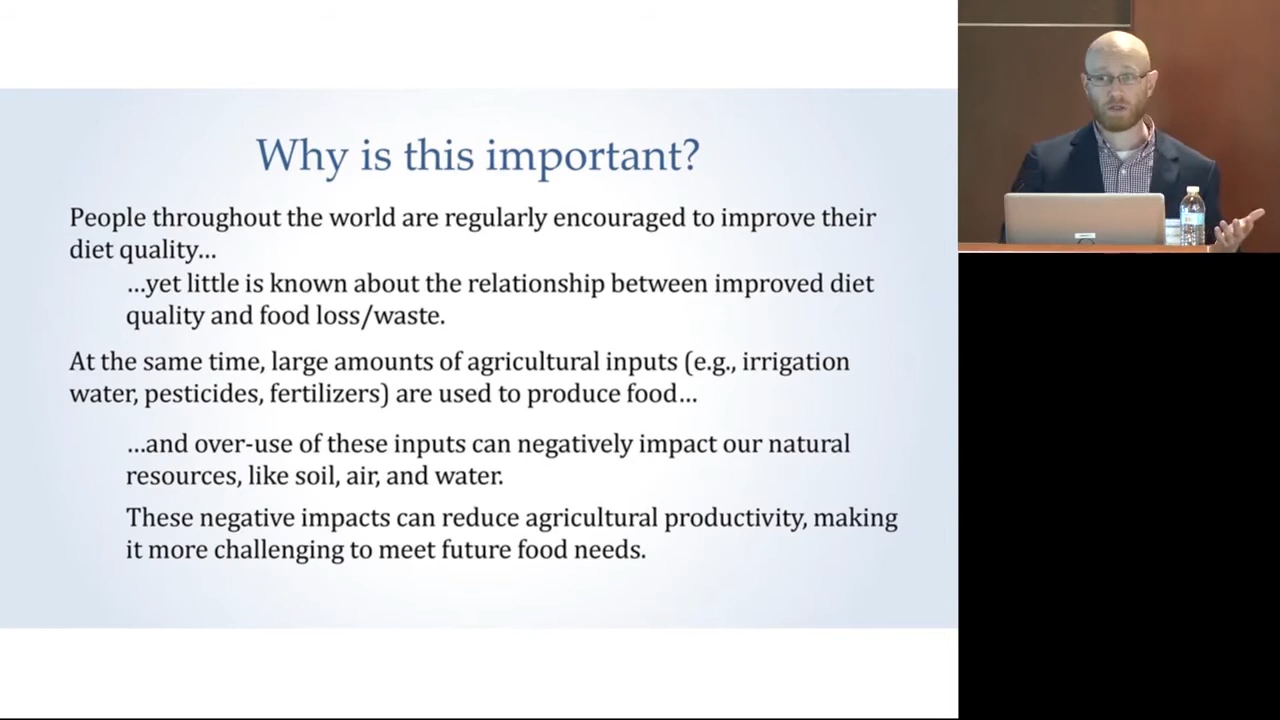 Why is this important?
People throughout the world are regularly encouraged to improve their
diet quality...
...yet little is known about the relationship between improved diet
quality and food loss/waste.
At the same time, large amounts of agricultural inputs (e.g., irrigation
water, pesticides, fertilizers) are used to produce food...
...and over-use of these inputs can negatively impact our natural
resources, like soil, air, and water.
These negative impacts can reduce agricultural productivity, making
it more challenging to meet future food needs.